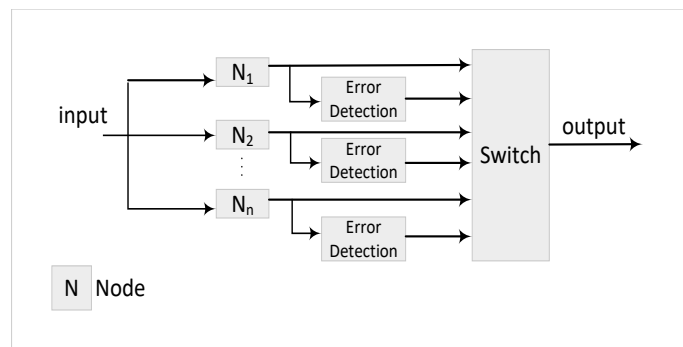 N₁
Error
Detection
input
N₂
Error
Detection
Switch
output
⋮
Nₙ
Error
Detection
N Node